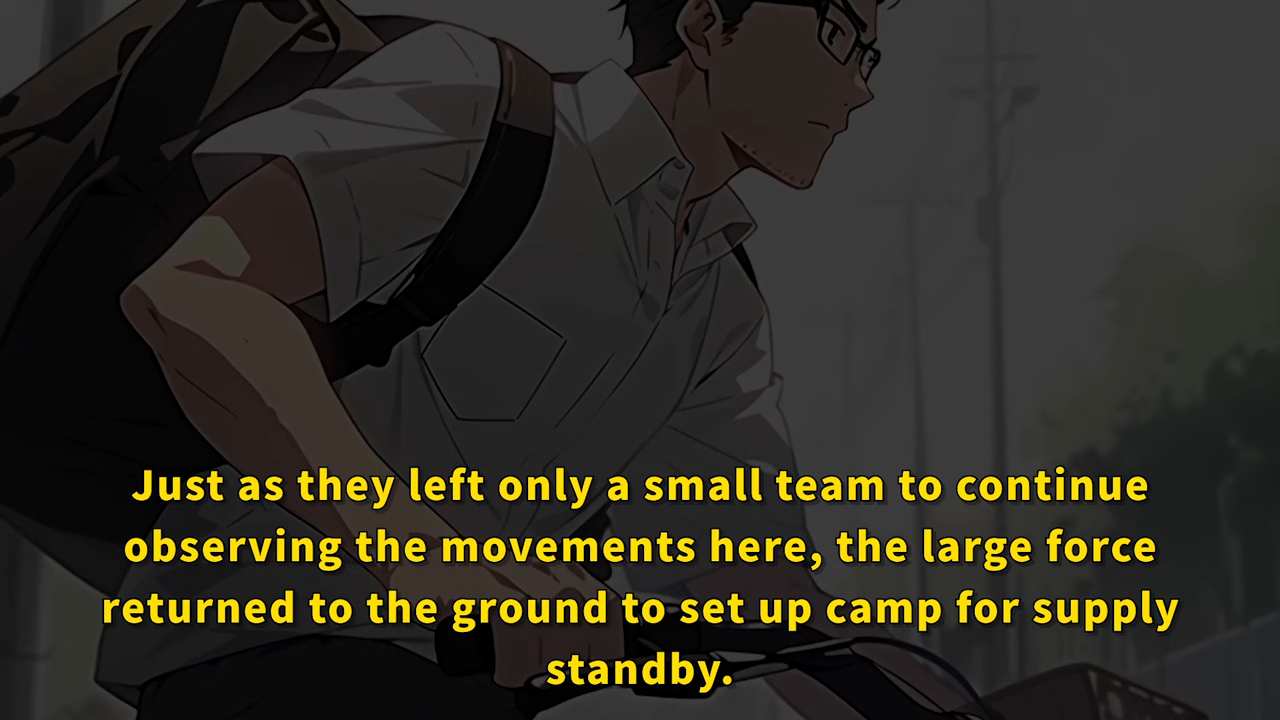 Just as they left only a small team to continue
observing the movements here, the large force
returned to the ground to set up camp for supply
standby.